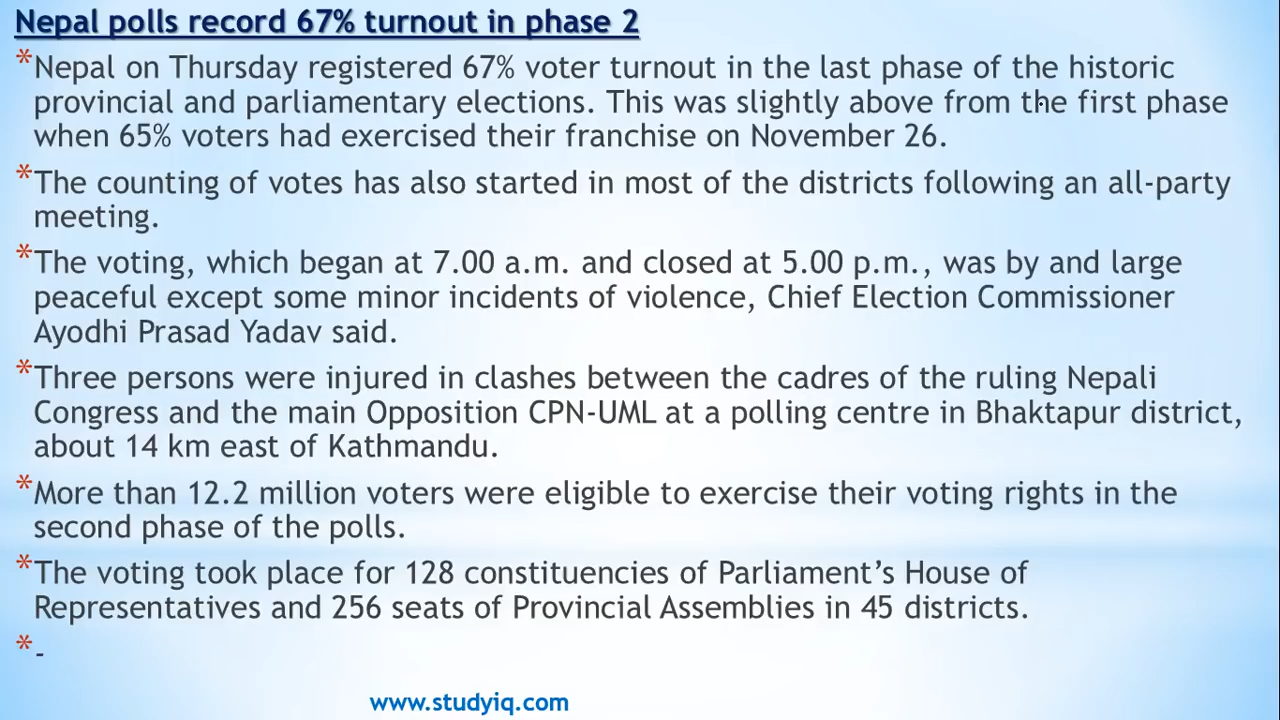 Nepal polls record 67% turnout in phase 2
*Nepal on Thursday registered 67% voter turnout in the last phase of the historic
provincial and parliamentary elections. This was slightly above from the first phase
when 65% voters had exercised their franchise on November 26.
*The counting of votes has also started in most of the districts following an all-party
meeting.
*The voting, which began at 7.00 a.m. and closed at 5.00 p.m., was by and large
peaceful except some minor incidents of violence, Chief Election Commissioner
Ayodhi Prasad Yadav said.
*Three persons were injured in clashes between the cadres of the ruling Nepali
Congress and the main Opposition CPN-UML at a polling centre in Bhaktapur district,
about 14 km east of Kathmandu.
*More than 12.2 million voters were eligible to exercise their voting rights in the
second phase of the polls.
*The voting took place for 128 constituencies of Parliament’s House of
Representatives and 256 seats of Provincial Assemblies in 45 districts.
*-
www.studyiq.com